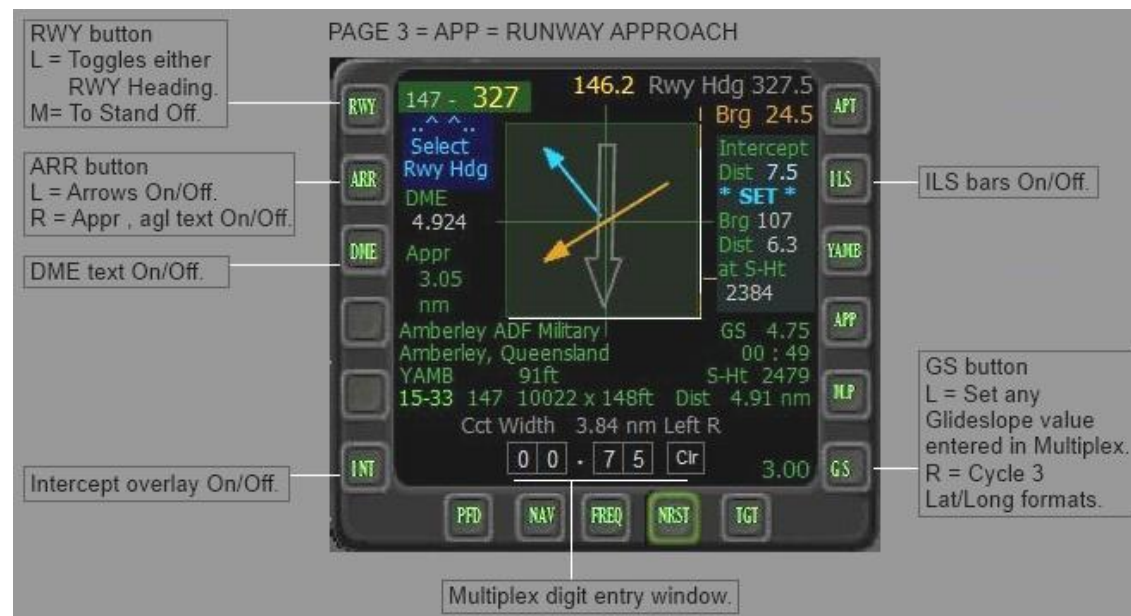 PAGE 3 = APP = RUNWAY APPROACH
RWY button
L = Toggles either
RWY Heading.
M= To Stand Off.
ARR button
L = Arrows On/Off.
R = Appr , agl text On/Off.
DME text On/Off.
Intercept overlay On/Off.
RWY
ARR
DME
INT
147 - 327
146.2 Rwy Hdg 327.5
Brg 24.5
.. ^ ^ ..
Select
Rwy Hdg
DME
4.924
Appr
3.05
nm
Intercept
Dist 7.5
* SET *
Brg 107
Dist 6.3
at S-Ht
2384
Amberley ADF Military
GS 4.75
Amberley, Queensland
00 : 49
YAMB 91ft
S-Ht 2479
15-33 147 10022 x 148ft Dist 4.91 nm
Cct Width 3.84 nm Left R
0 0 . 7 5 Clr
3.00
APT
ILS
YAMB
APP
MLP
GS
PFD NAV FREQ NRST TGT
ILS bars On/Off.
GS button
L = Set any
Glideslope value
entered in Multiplex.
R = Cycle 3
Lat/Long formats.
Multiplex digit entry window.